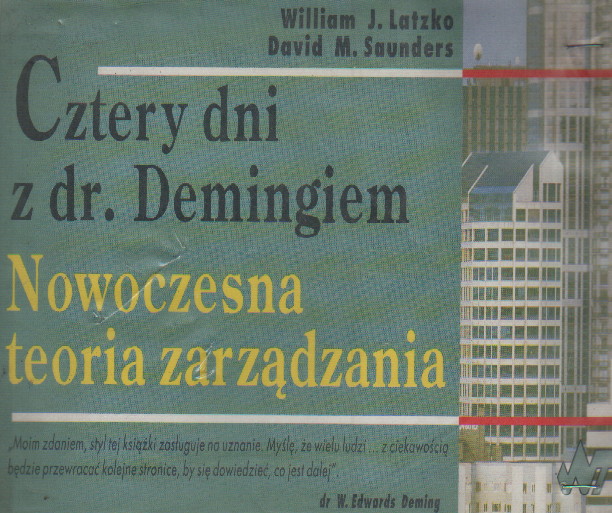 William J. Latzko
David M. Saunders
Cztery dni
z dr. Demingiem
Nowoczesna
teoria zarządzania
„Moim zdaniem, styl tej książki zasługuje na uznanie. Myślę, że wielu ludzi ... z ciekawością
będzie przewracać kolejne stronice, by się dowiedzieć, co jest dalej”.
dr W. Edwards Deming